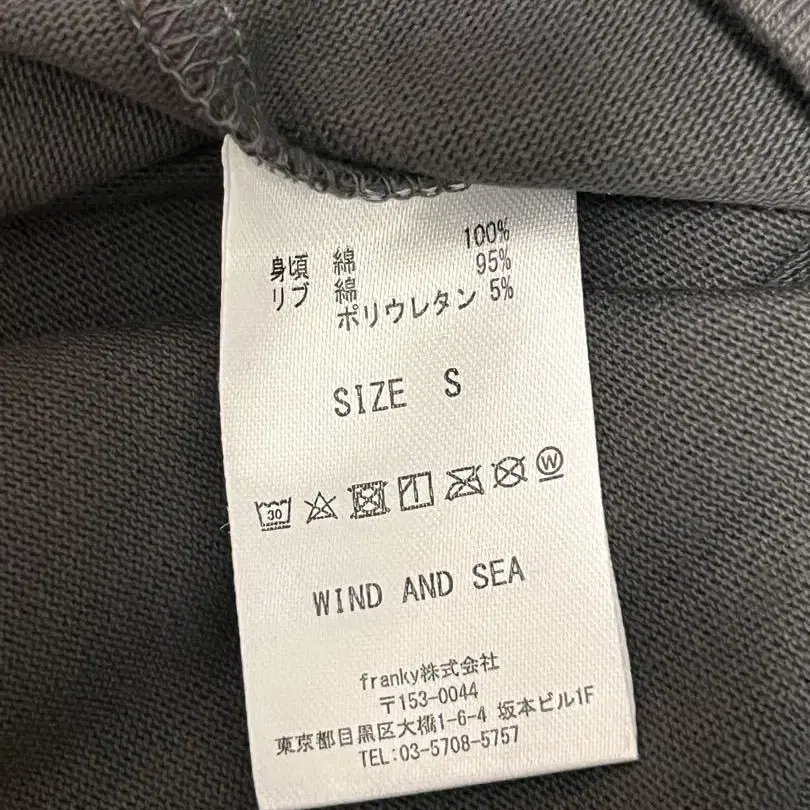 身頃 綿 100%
リブ 綿 95%
ポリウレタン 5%
SIZE S
30 W
WIND AND SEA
franky株式会社
〒153-0044
東京都目黒区大橋1-6-4 坂本ビル1F
TEL:03-5708-5757